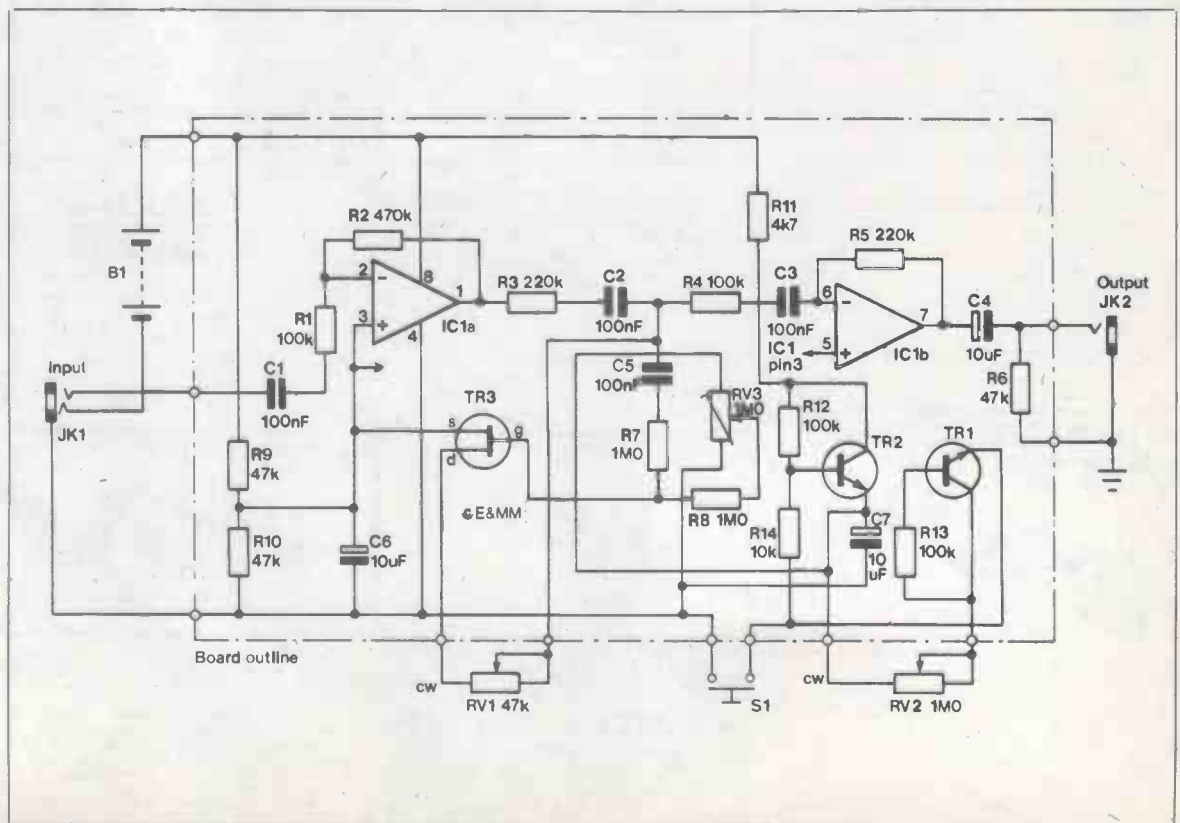 R11
4k7
R2 470k
R5 220k
B1
2
8
R3 220k
C2
R4 100k
C3
6
Output
JK2
1
100nF
100nF
7
C4
R1
100k
3
4
IC1a
IC1
pin3
5
IC1b
10uF
Input
C1
C5
100nF
RV3
1M0
R6
47k
100nF
TR3
R12
100k
JK1
s
g
d
R7
1M0
TR2
TR1
R9
47k
E&MM
R8 1M0
C7
R14
10k
R13
100k
R10
47k
C6
10uF
10
uF
Board outline
cw
RV1 47k
S1
cw
RV2 1M0